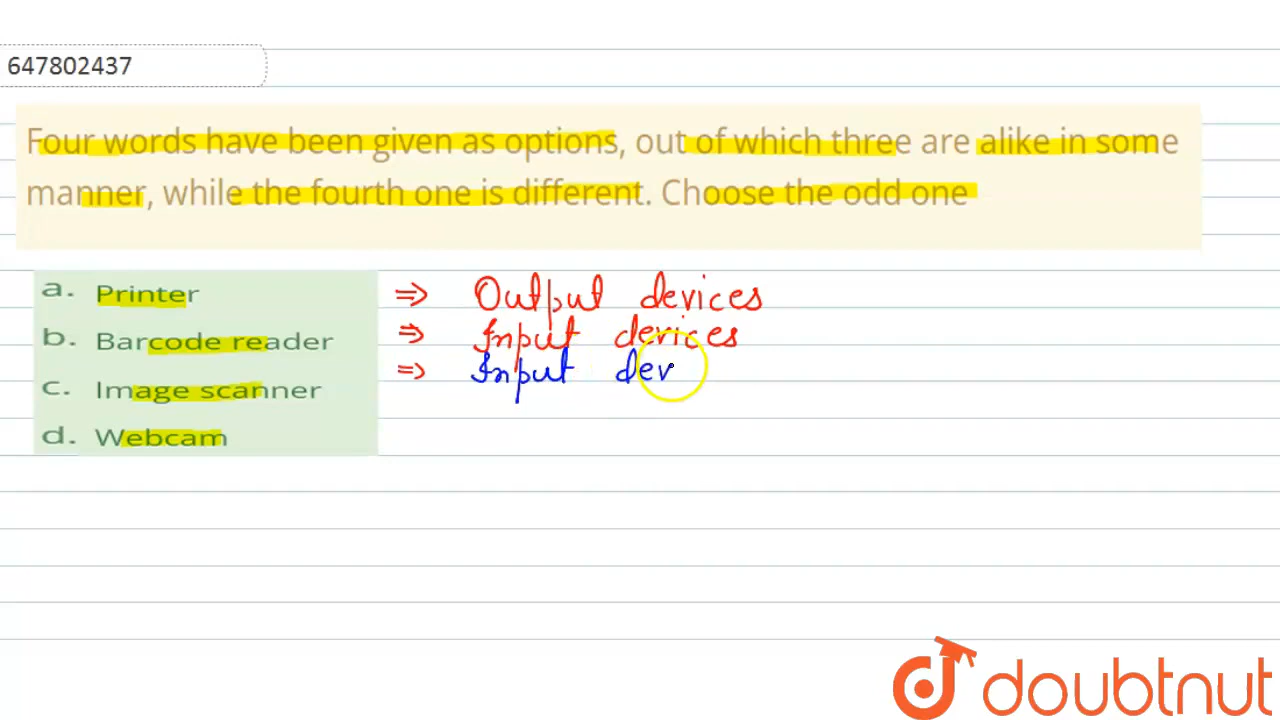 647802437
Four words have been given as options, out of which three are alike in some
manner, while the fourth one is different. Choose the odd one
a. Printer ⇒ Output devices
b. Barcode reader ⇒ Input devices
c. Image scanner ⇒ Input dev
d. Webcam
doubtnut